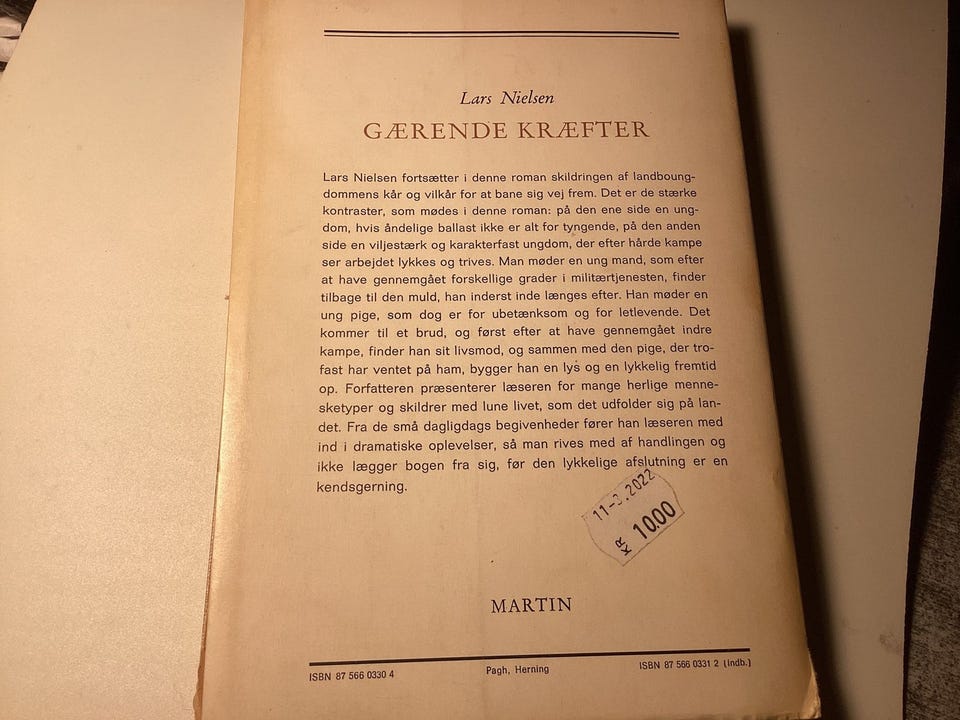 Lars Nielsen
GÆRENDE KRÆFTER
Lars Nielsen fortsætter i denne roman skildringen af landboung-
dommens kår og vilkår for at bane sig vej frem. Det er de stærke
kontraster, som mødes i denne roman: på den ene side en ung-
dom, hvis åndelige ballast ikke er alt for tyngende, på den anden
side en viljestærk og karakterfast ungdom, der efter hårde kampe
ser arbejdet lykkes og trives. Man møder en ung mand, som efter
at have gennemgået forskellige grader i militærtjenesten, finder
tilbage til den muld, han inderst inde længes efter. Han møder en
ung pige, som dog er for ubetænksom og for letlevende. Det
kommer til et brud, og først efter at have gennemgået indre
kampe, finder han sit livsmod, og sammen med den pige, der tro-
fast har ventet på ham, bygger han en lys og en lykkelig fremtid
op. Forfatteren præsenterer læseren for mange herlige menne-
sketyper og skildrer med lune livet, som det udfolder sig på lan-
det. Fra de små dagligdags begivenheder fører han læseren med
ind i dramatiske oplevelser, så man rives med af handlingen og
ikke lægger bogen fra sig, før den lykkelige afslutning er en
kendsgerning.
KR 10.00
MARTIN
ISBN 87 566 0330 4
Pagh, Herning
ISBN 87 566 0331 2 (Indb.)